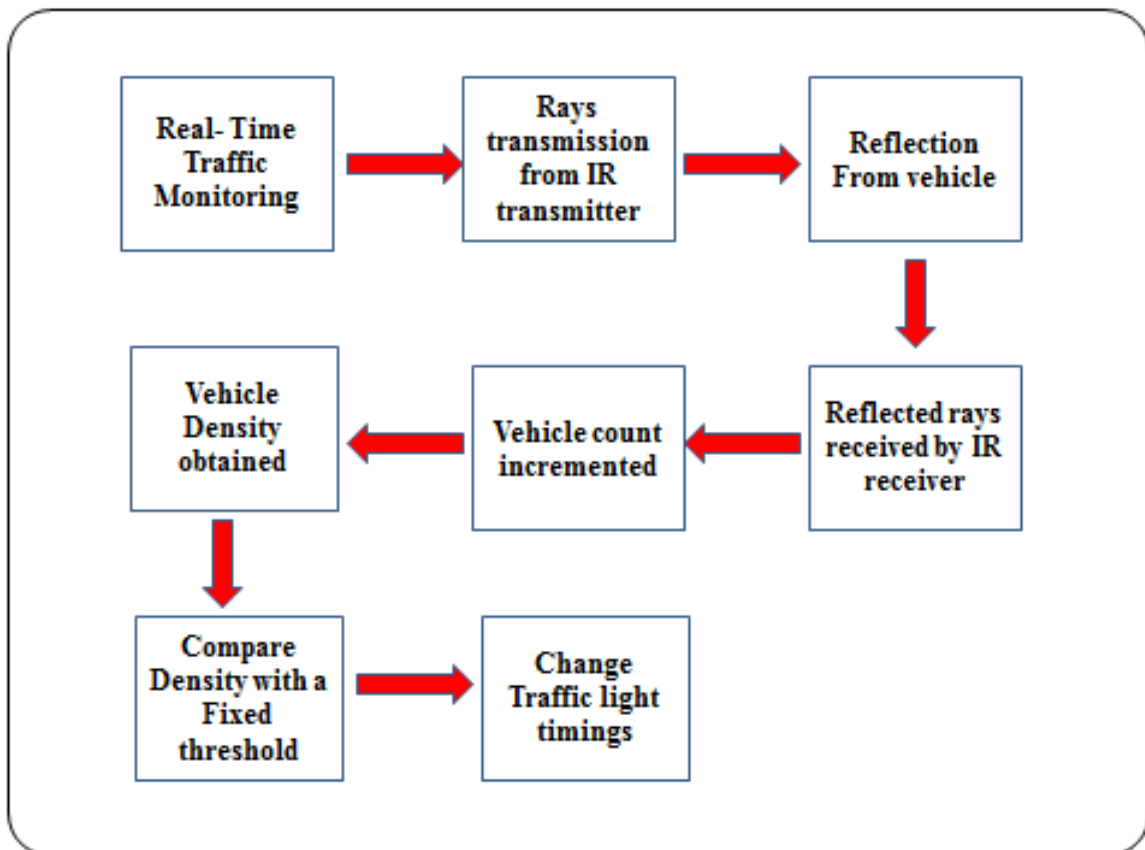 Real- Time
Traffic
Monitoring
Rays
transmission
from IR
transmitter
Reflection
From vehicle
Reflected rays
received by IR
receiver
Vehicle count
incremented
Vehicle
Density
obtained
Compare
Density with a
Fixed
threshold
Change
Traffic light
timings